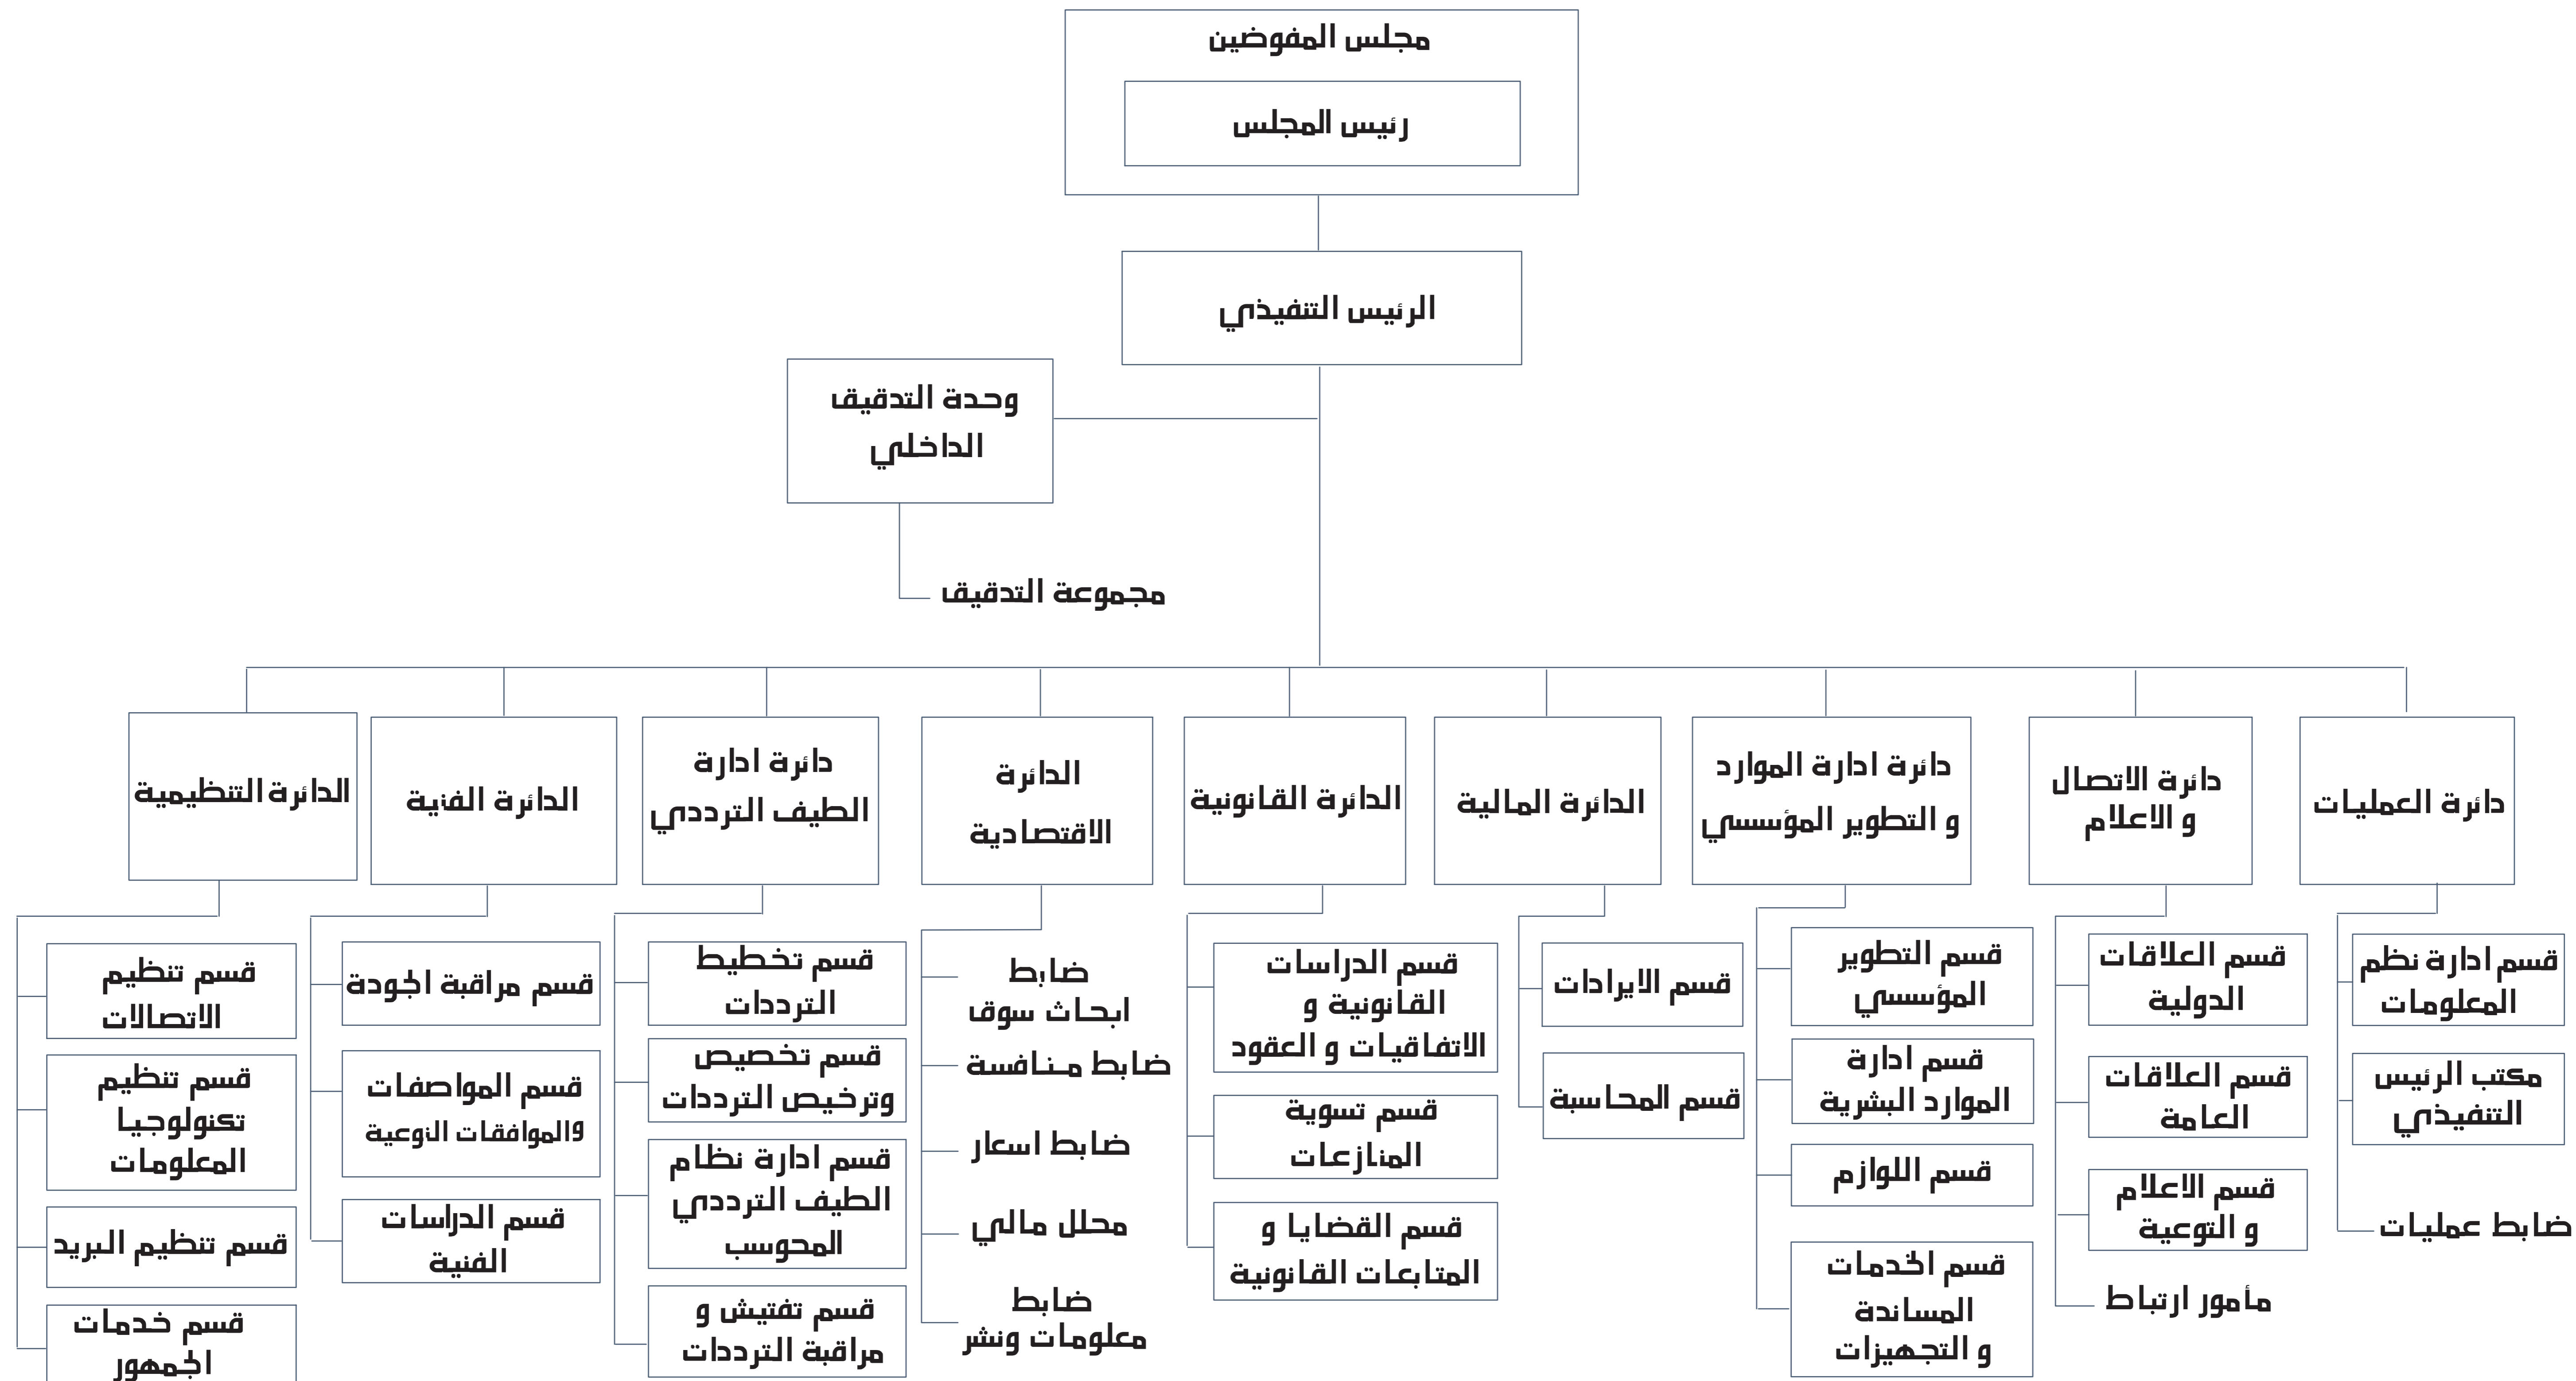 مجلس المفوضين
رئيس المجلس
الرئيس التنفيذي
وحدة التدقيق
الداخلي
مجموعة التدقيق
دائرة العمليات
دائرة الاتصال
و الاعلام
دائرة ادارة الموارد
و التطوير المؤسسي
الدائرة المالية
الدائرة القانونية
الدائرة
الاقتصادية
دائرة ادارة
الطيف الترددي
الدائرة الفنية
الدائرة التنظيمية
قسم ادارة نظم
المعلومات
مكتب الرئيس
التنفيذي
ضابط عمليات
قسم العلاقات
الدولية
قسم العلاقات
العامة
قسم الاعلام
و التوعية
مأمور ارتباط
قسم التطوير
المؤسسي
قسم ادارة
الموارد البشرية
قسم اللوازم
قسم الخدمات
المساندة
و التجهيزات
قسم الايرادات
قسم المحاسبة
قسم الدراسات
القانونية و
الاتفاقيات و العقود
قسم تسوية
المنازعات
قسم القضايا و
المتابعات القانونية
ضابط
ابحاث سوق
ضابط منافسة
ضابط اسعار
محلل مالي
ضابط
معلومات ونشر
قسم تخطيط
الترددات
قسم تخصيص
وترخيص الترددات
قسم ادارة نظام
الطيف الترددي
المحوسب
قسم تفتيش و
مراقبة الترددات
قسم مراقبة الجودة
قسم المواصفات
والموافقات النوعية
قسم الدراسات
الفنية
قسم تنظيم
الاتصالات
قسم تنظيم
تكنولوجيا
المعلومات
قسم تنظيم البريد
قسم خدمات
الجمهور